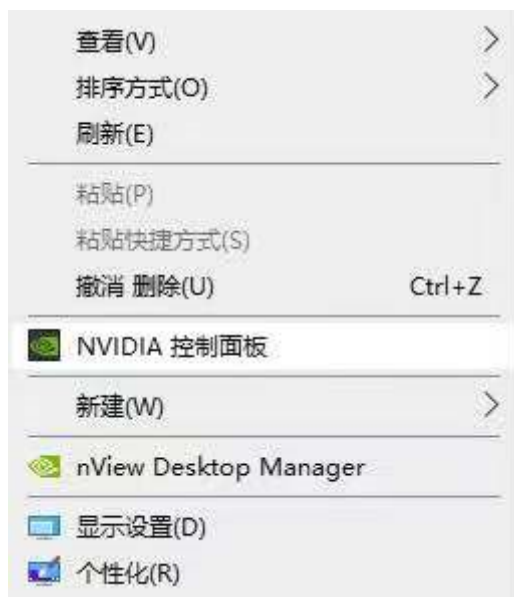 查看(V)
排序方式(O)
刷新(E)
粘贴(P)
粘贴快捷方式(S)
撤消 删除(U) Ctrl+Z
NVIDIA 控制面板
新建(W)
nView Desktop Manager
显示设置(D)
个性化(R)